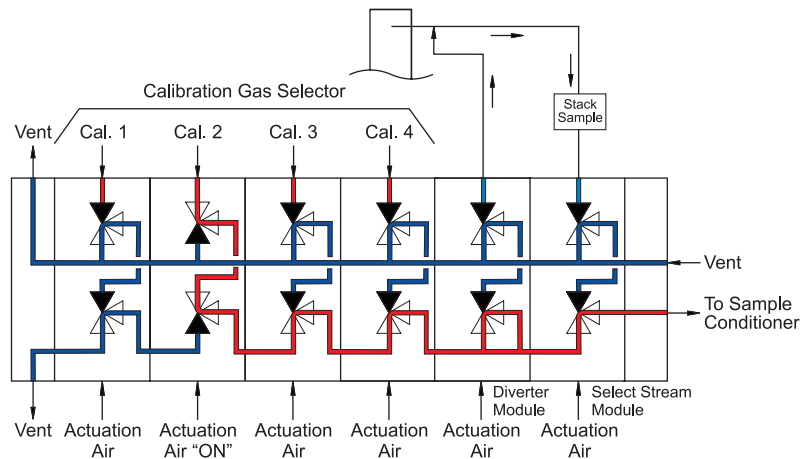 Stack
Sample
Calibration Gas Selector
Vent
Cal. 1
Cal. 2
Cal. 3
Cal. 4
Vent
To Sample
Conditioner
Diverter
Module
Select Stream
Module
Vent
Actuation
Air
Actuation
Air “ON”
Actuation
Air
Actuation
Air
Actuation
Air
Actuation
Air